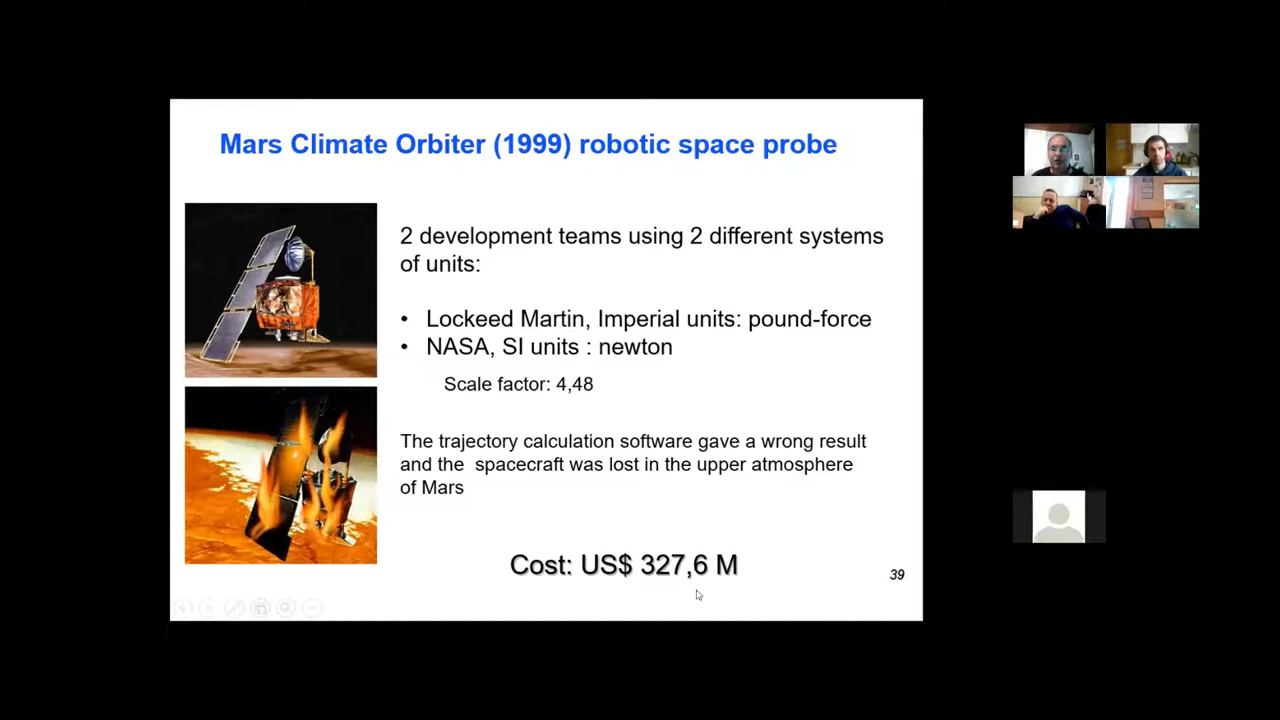 Mars Climate Orbiter (1999) robotic space probe
2 development teams using 2 different systems
of units:
• Lockeed Martin, Imperial units: pound-force
• NASA, SI units : newton
Scale factor: 4,48
The trajectory calculation software gave a wrong result
and the spacecraft was lost in the upper atmosphere
of Mars
Cost: US$ 327,6 M
39